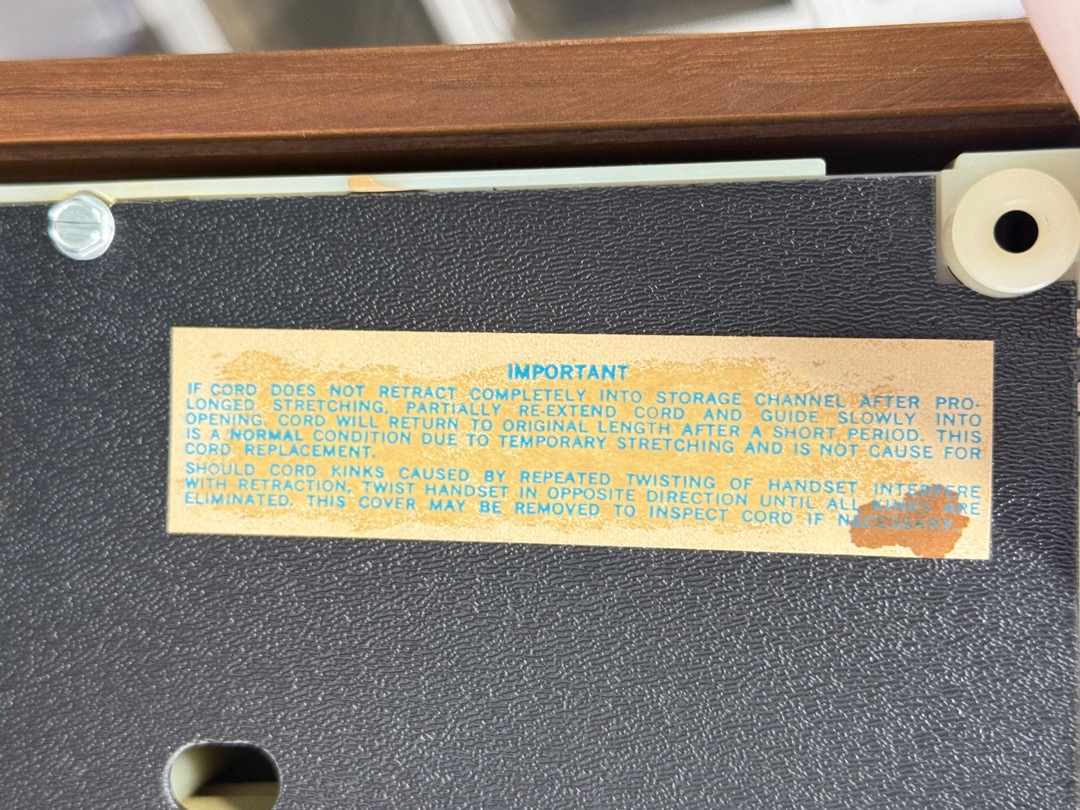 IMPORTANT
IF CORD DOES NOT RETRACT COMPLETELY INTO STORAGE CHANNEL AFTER PRO-
LONGED STRETCHING, PARTIALLY RE-EXTEND CORD AND GUIDE SLOWLY INTO
OPENING. CORD WILL RETURN TO ORIGINAL LENGTH AFTER A SHORT PERIOD. THIS
IS A NORMAL CONDITION DUE TO TEMPORARY STRETCHING AND IS NOT CAUSE FOR
CORD REPLACEMENT.
SHOULD CORD KINKS CAUSED BY REPEATED TWISTING OF HANDSET INTERFERE
WITH RETRACTION, TWIST HANDSET IN OPPOSITE DIRECTION UNTIL ALL KINKS ARE
ELIMINATED. THIS COVER MAY BE REMOVED TO INSPECT CORD IF NECESSARY.